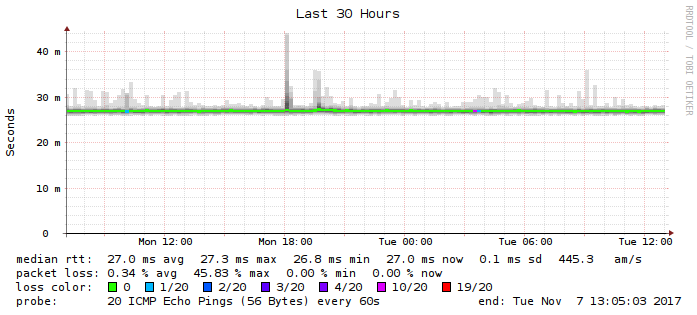 Last 30 Hours
RRDTOOL / TOBI OETIKER
Seconds
40 m
30 m
20 m
10 m
0
Mon 12:00 Mon 18:00 Tue 00:00 Tue 06:00 Tue 12:00
median rtt: 27.0 ms avg 27.3 ms max 26.8 ms min 27.0 ms now 0.1 ms sd 445.3 am/s
packet loss: 0.34 % avg 45.83 % max 0.00 % min 0.00 % now
loss color: 0 1/20 2/20 3/20 4/20 10/20 19/20
probe: 20 ICMP Echo Pings (56 Bytes) every 60s end: Tue Nov 7 13:05:03 2017